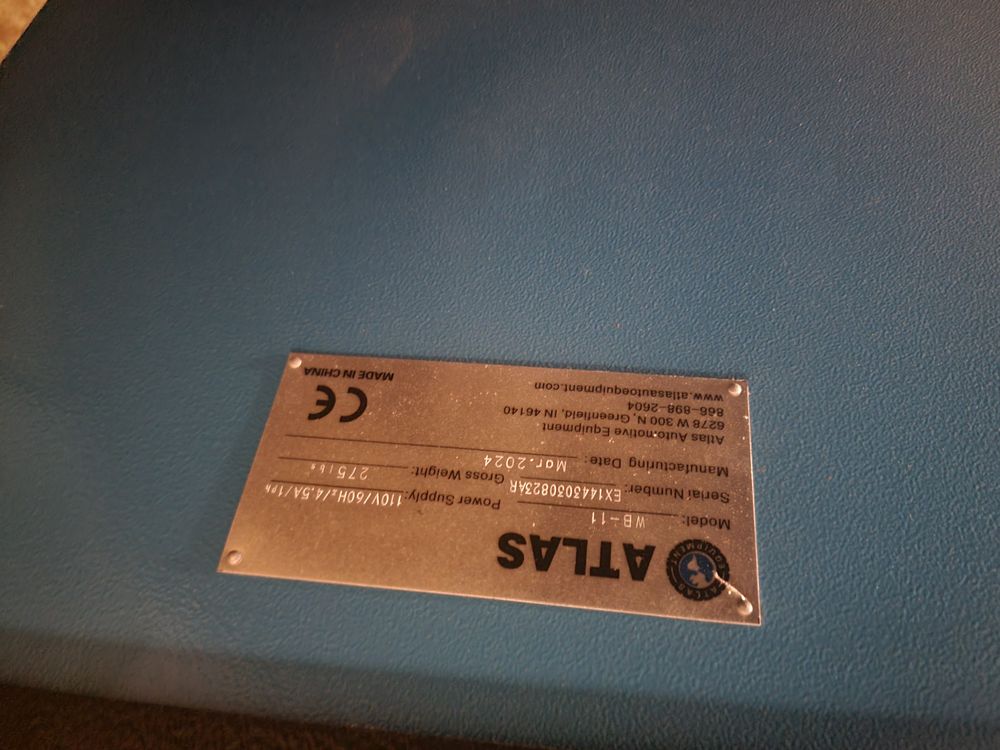 ATLAS
EQUIPMENT
ATLAS
Model: WB-11
Serial Number: EX1443030823AR Power Supply: 110V/60Hz/4.5A/1Ph
Manufacturing Date: Mar.2024 Gross Weight: 275lbs
Atlas Automotive Equipment
6278 W 300 N, Greenfield, IN 46140
866-898-2604
www.atlasautoequipment.com
CE
MADE IN CHINA